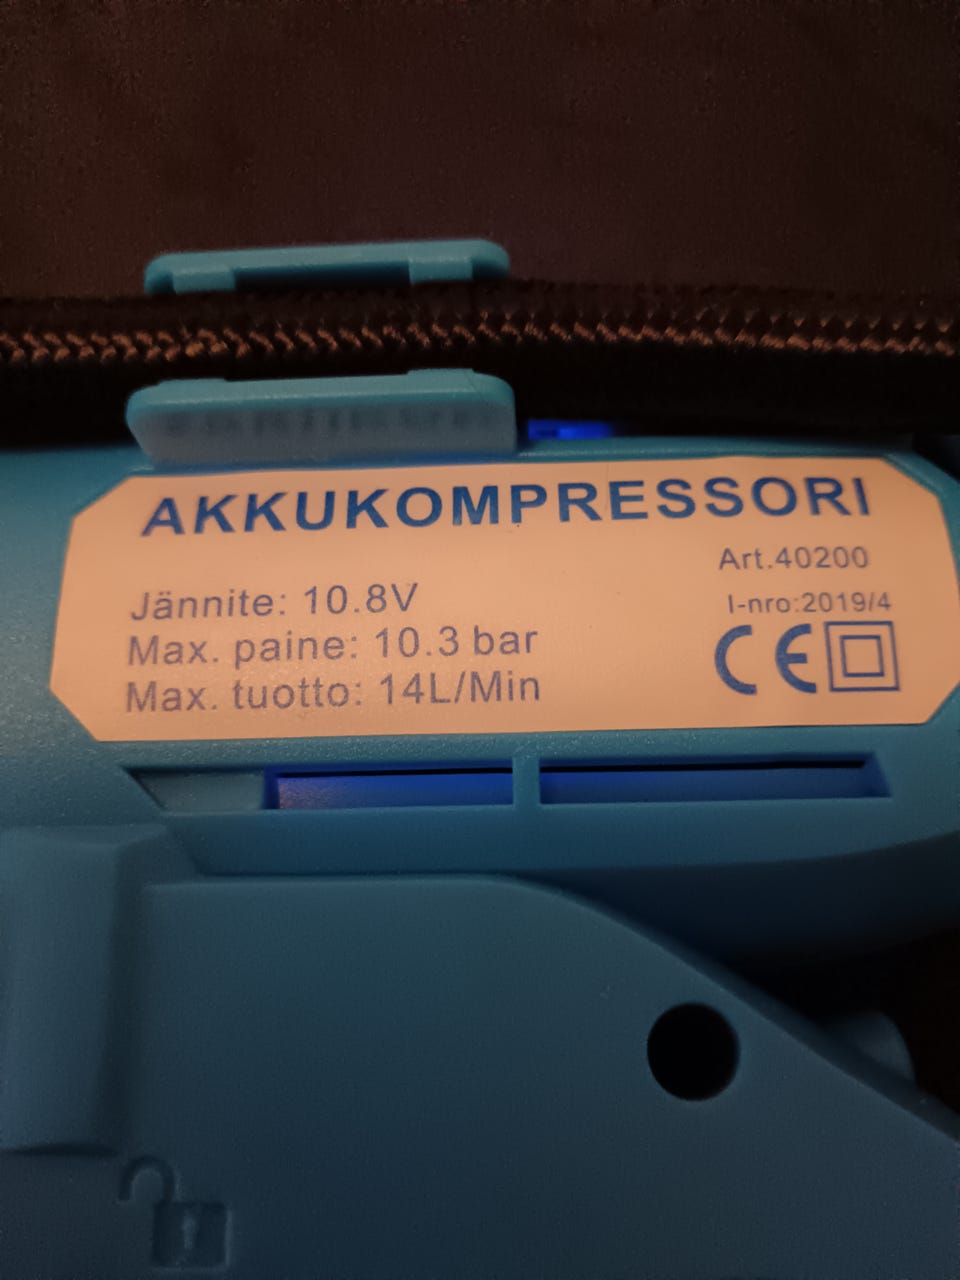 AKKUKOMPRESSORI
Art.40200
Jännite: 10.8V
I-nro:2019/4
Max. paine: 10.3 bar
Max. tuotto: 14L/Min
CE